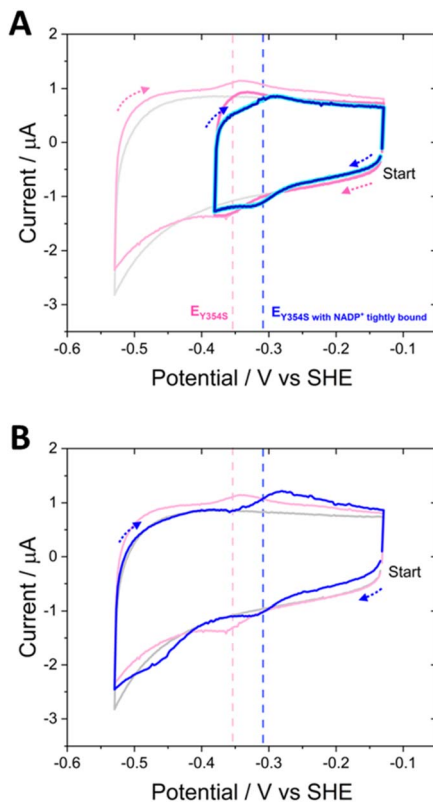 A
2
1
0
-1
-2
-3
Current / µA
Start
E Y354S
E Y354S with NADP⁺ tightly bound
-0.6 -0.5 -0.4 -0.3 -0.2 -0.1
Potential / V vs SHE
B
2
1
0
-1
-2
-3
Current / µA
Start
-0.6 -0.5 -0.4 -0.3 -0.2 -0.1
Potential / V vs SHE